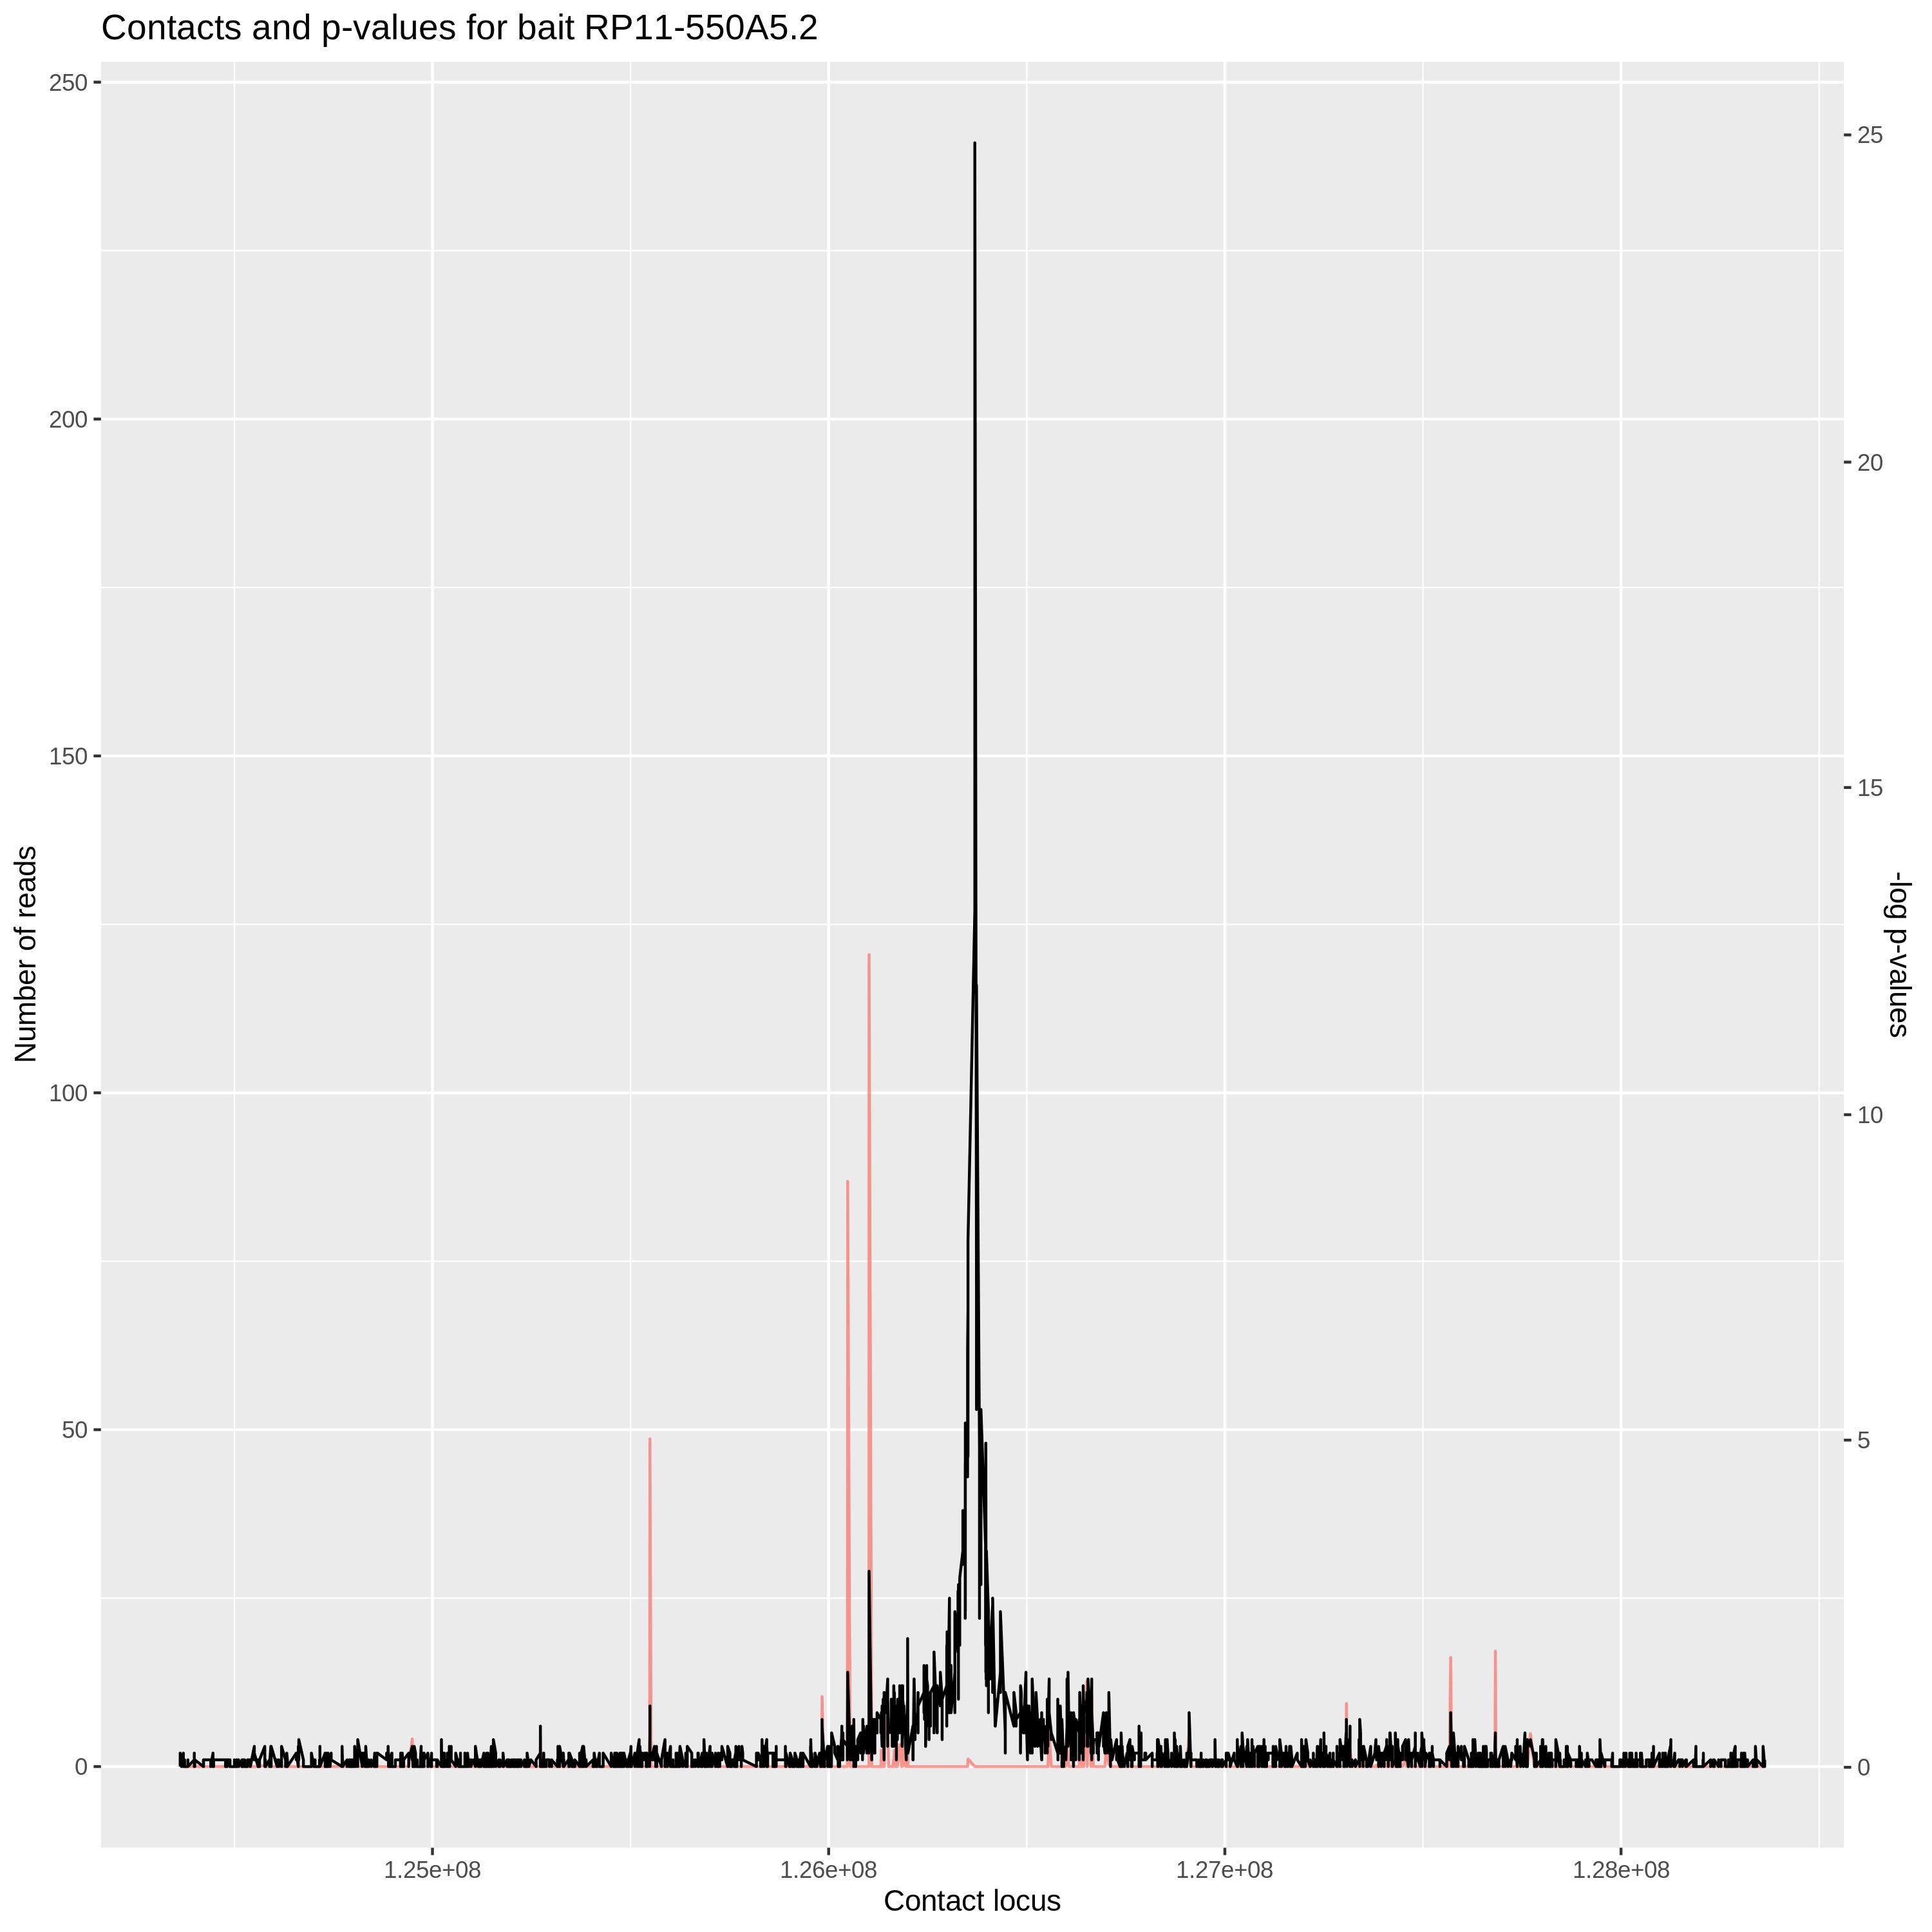 Contacts and p-values for bait RP11-550A5.2
250
200
150
100
50
0
Number of reads
25
20
15
10
5
0
-log p-values
1.25e+08
1.26e+08
1.27e+08
1.28e+08
Contact locus